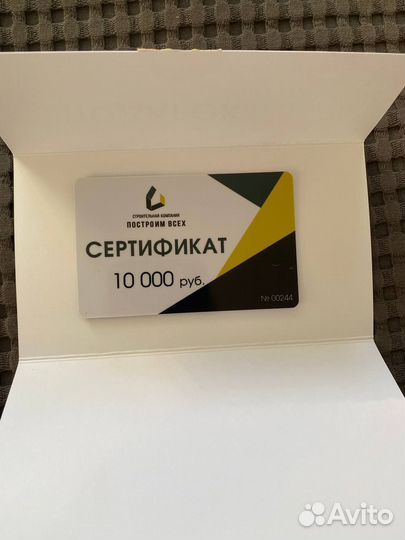 СТРОИТЕЛЬНАЯ КОМПАНИЯ
ПОСТРОИМ ВСЕХ
СЕРТИФИКАТ
10 000 руб.
№ 00244
Avito